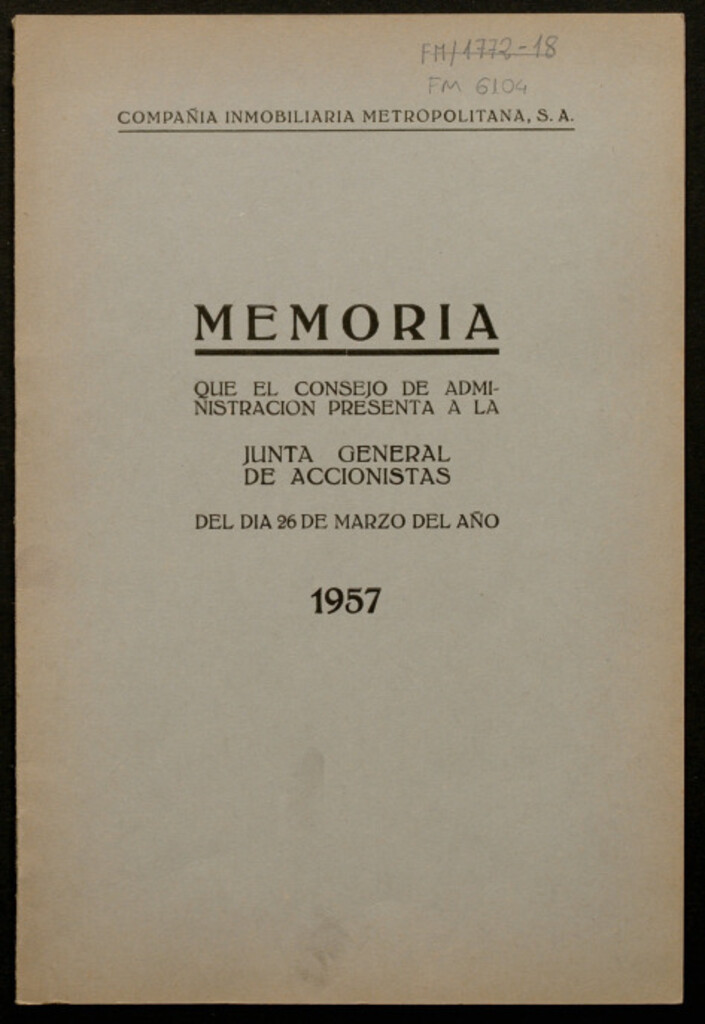 FM/1772-18
FM 6104
COMPAÑIA INMOBILIARIA METROPOLITANA, S. A.
MEMORIA
QUE EL CONSEJO DE ADMI-
NISTRACION PRESENTA A LA
JUNTA GENERAL
DE ACCIONISTAS
DEL DIA 26 DE MARZO DEL AÑO
1957